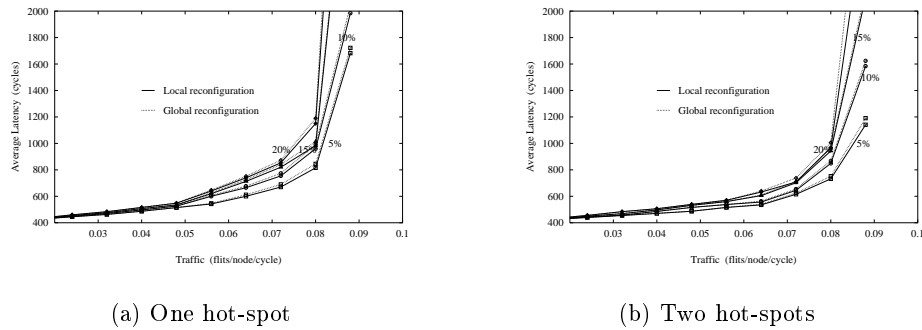 2000
1800
1600
1400
1200
1000
800
600
400
Average Latency (cycles)
Local reconfiguration
Global reconfiguration
10%
20%
15%
5%
0.03 0.04 0.05 0.06 0.07 0.08 0.09 0.1
Traffic (flits/node/cycle)
(a) One hot-spot
2000
1800
1600
1400
1200
1000
800
600
400
Average Latency (cycles)
Local reconfiguration
Global reconfiguration
15%
10%
20%
5%
0.03 0.04 0.05 0.06 0.07 0.08 0.09 0.1
Traffic (flits/node/cycle)
(b) Two hot-spots